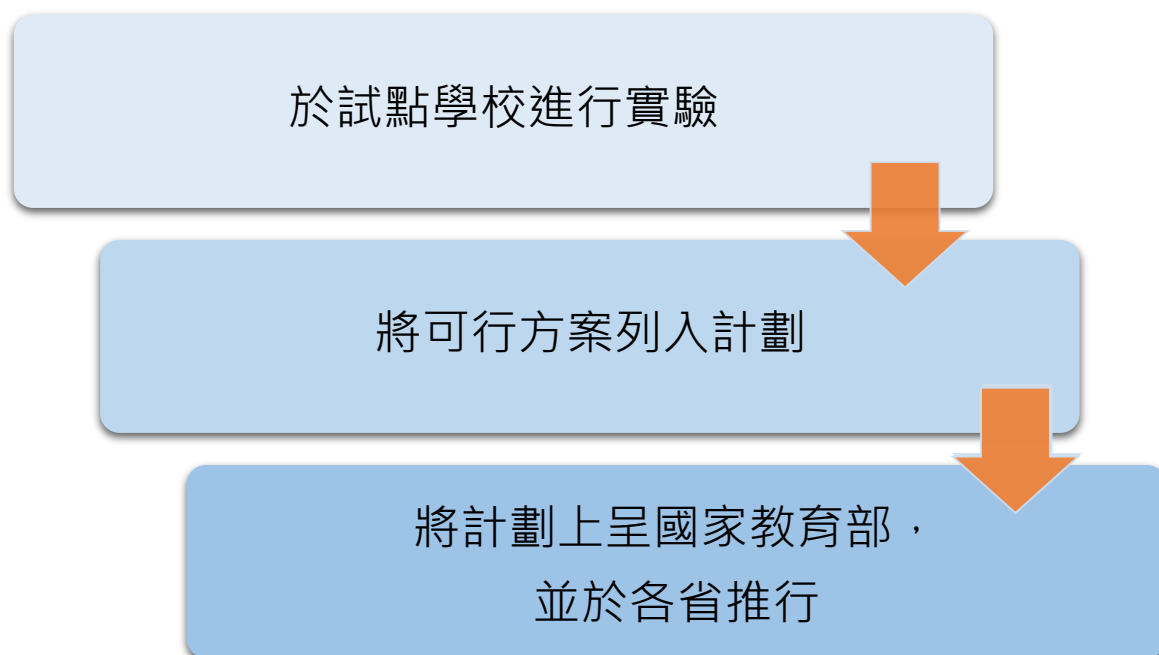 於試點學校進行實驗
將可行方案列入計劃
將計劃上呈國家教育部，
並於各省推行